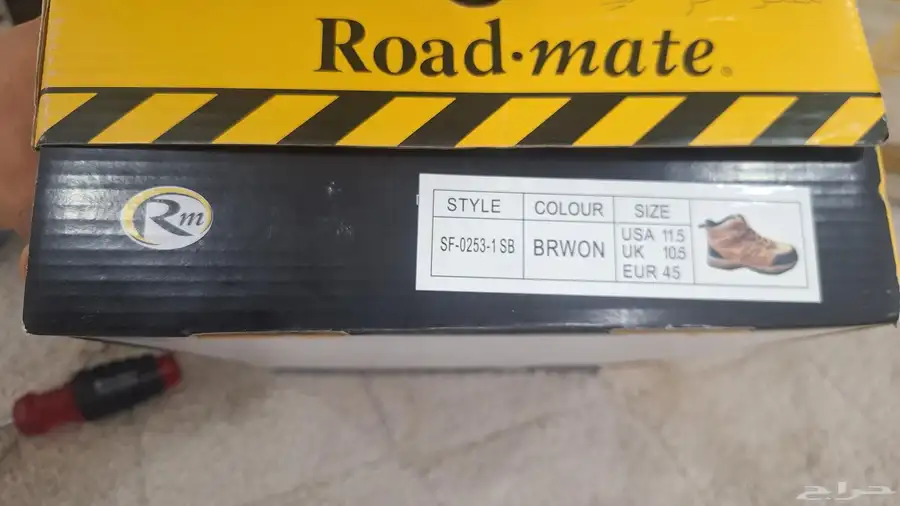 Road·mate®
Rm
STYLE COLOUR SIZE
SF-0253-1 SB BRWON USA 11.5
UK 10.5
EUR 45
حراج